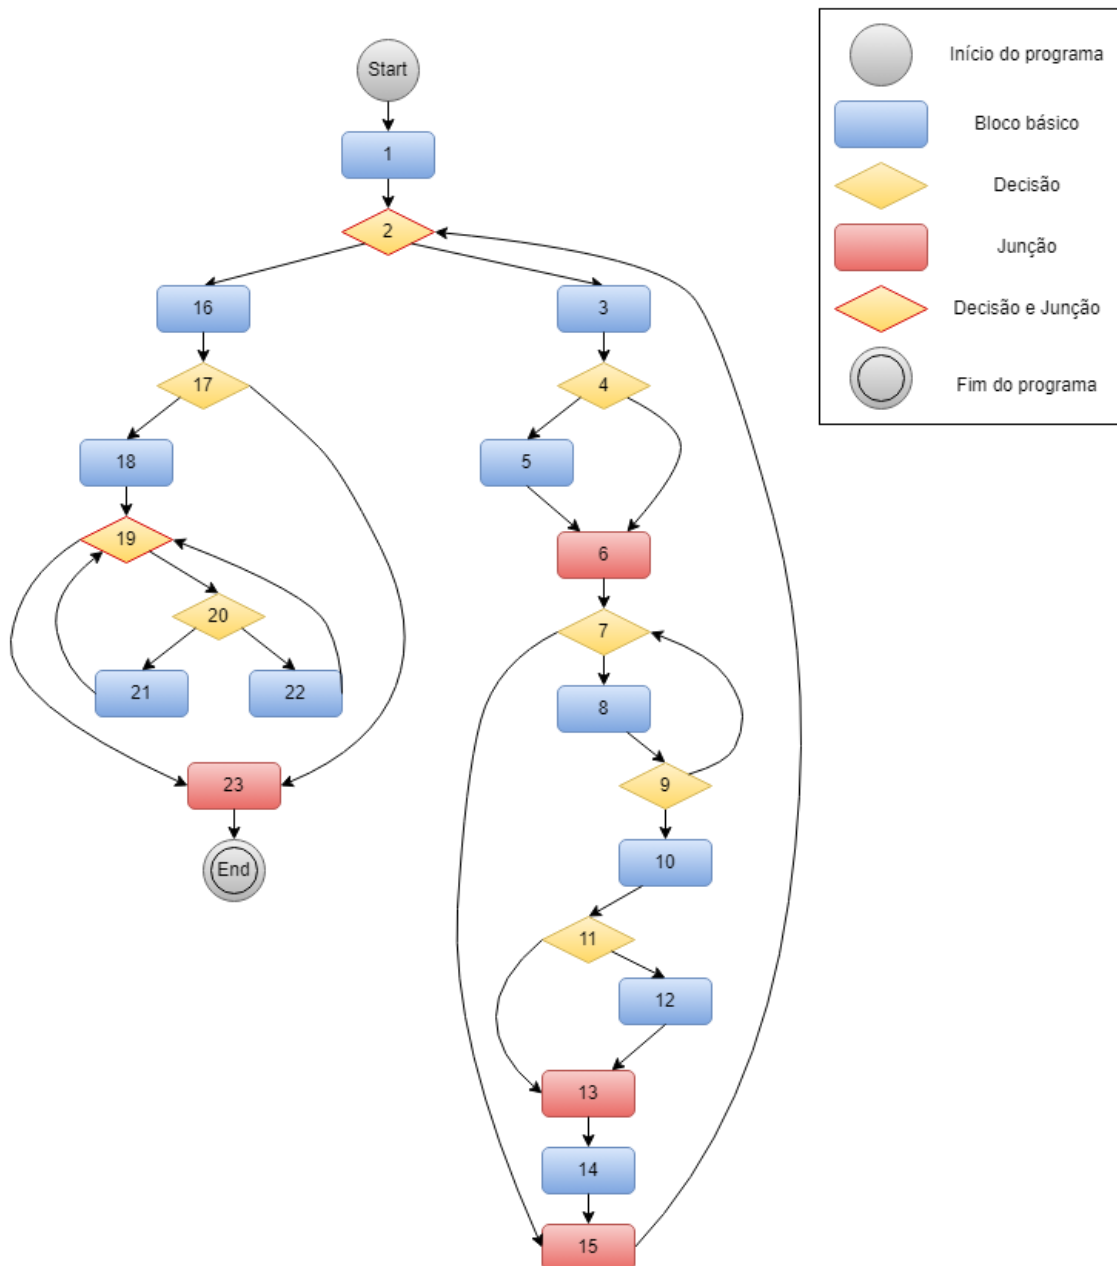 Start
1
2
16
3
17
4
18
5
19
6
20
7
21
22
8
23
9
End
10
11
12
13
14
15
Início do programa
Bloco básico
Decisão
Junção
Decisão e Junção
Fim do programa